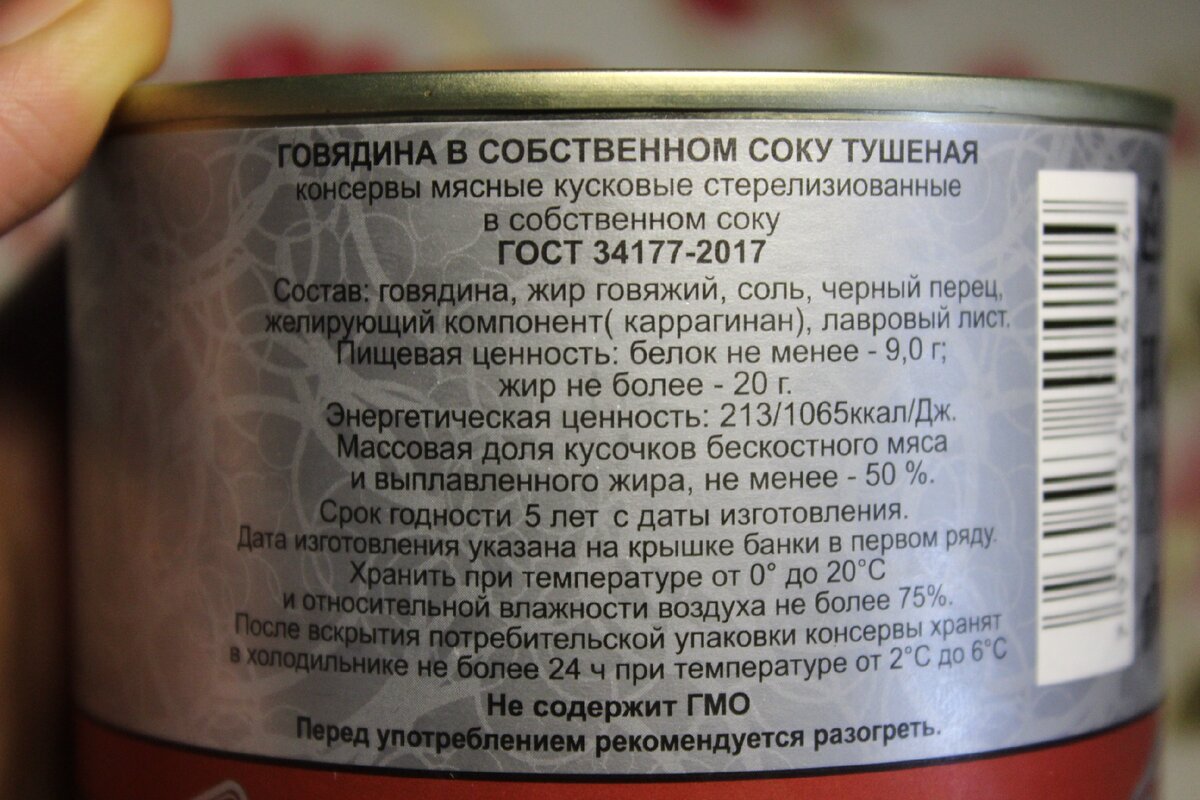 ГОВЯДИНА В СОБСТВЕННОМ СОКУ ТУШЕНАЯ
консервы мясные кусковые стерелизиованные
в собственном соку
ГОСТ 34177-2017
Состав: говядина, жир говяжий, соль, черный перец,
желирующий компонент( каррагинан), лавровый лист.
Пищевая ценность: белок не менее - 9,0 г;
жир не более - 20 г.
Энергетическая ценность: 213/1065ккал/Дж.
Массовая доля кусочков бескостного мяса
и выплавленного жира, не менее - 50 %.
Срок годности 5 лет с даты изготовления.
Дата изготовления указана на крышке банки в первом ряду.
Хранить при температуре от 0° до 20°С
и относительной влажности воздуха не более 75%.
После вскрытия потребительской упаковки консервы хранят
в холодильнике не более 24 ч при температуре от 2°С до 6°С
Не содержит ГМО
Перед употреблением рекомендуется разогреть.